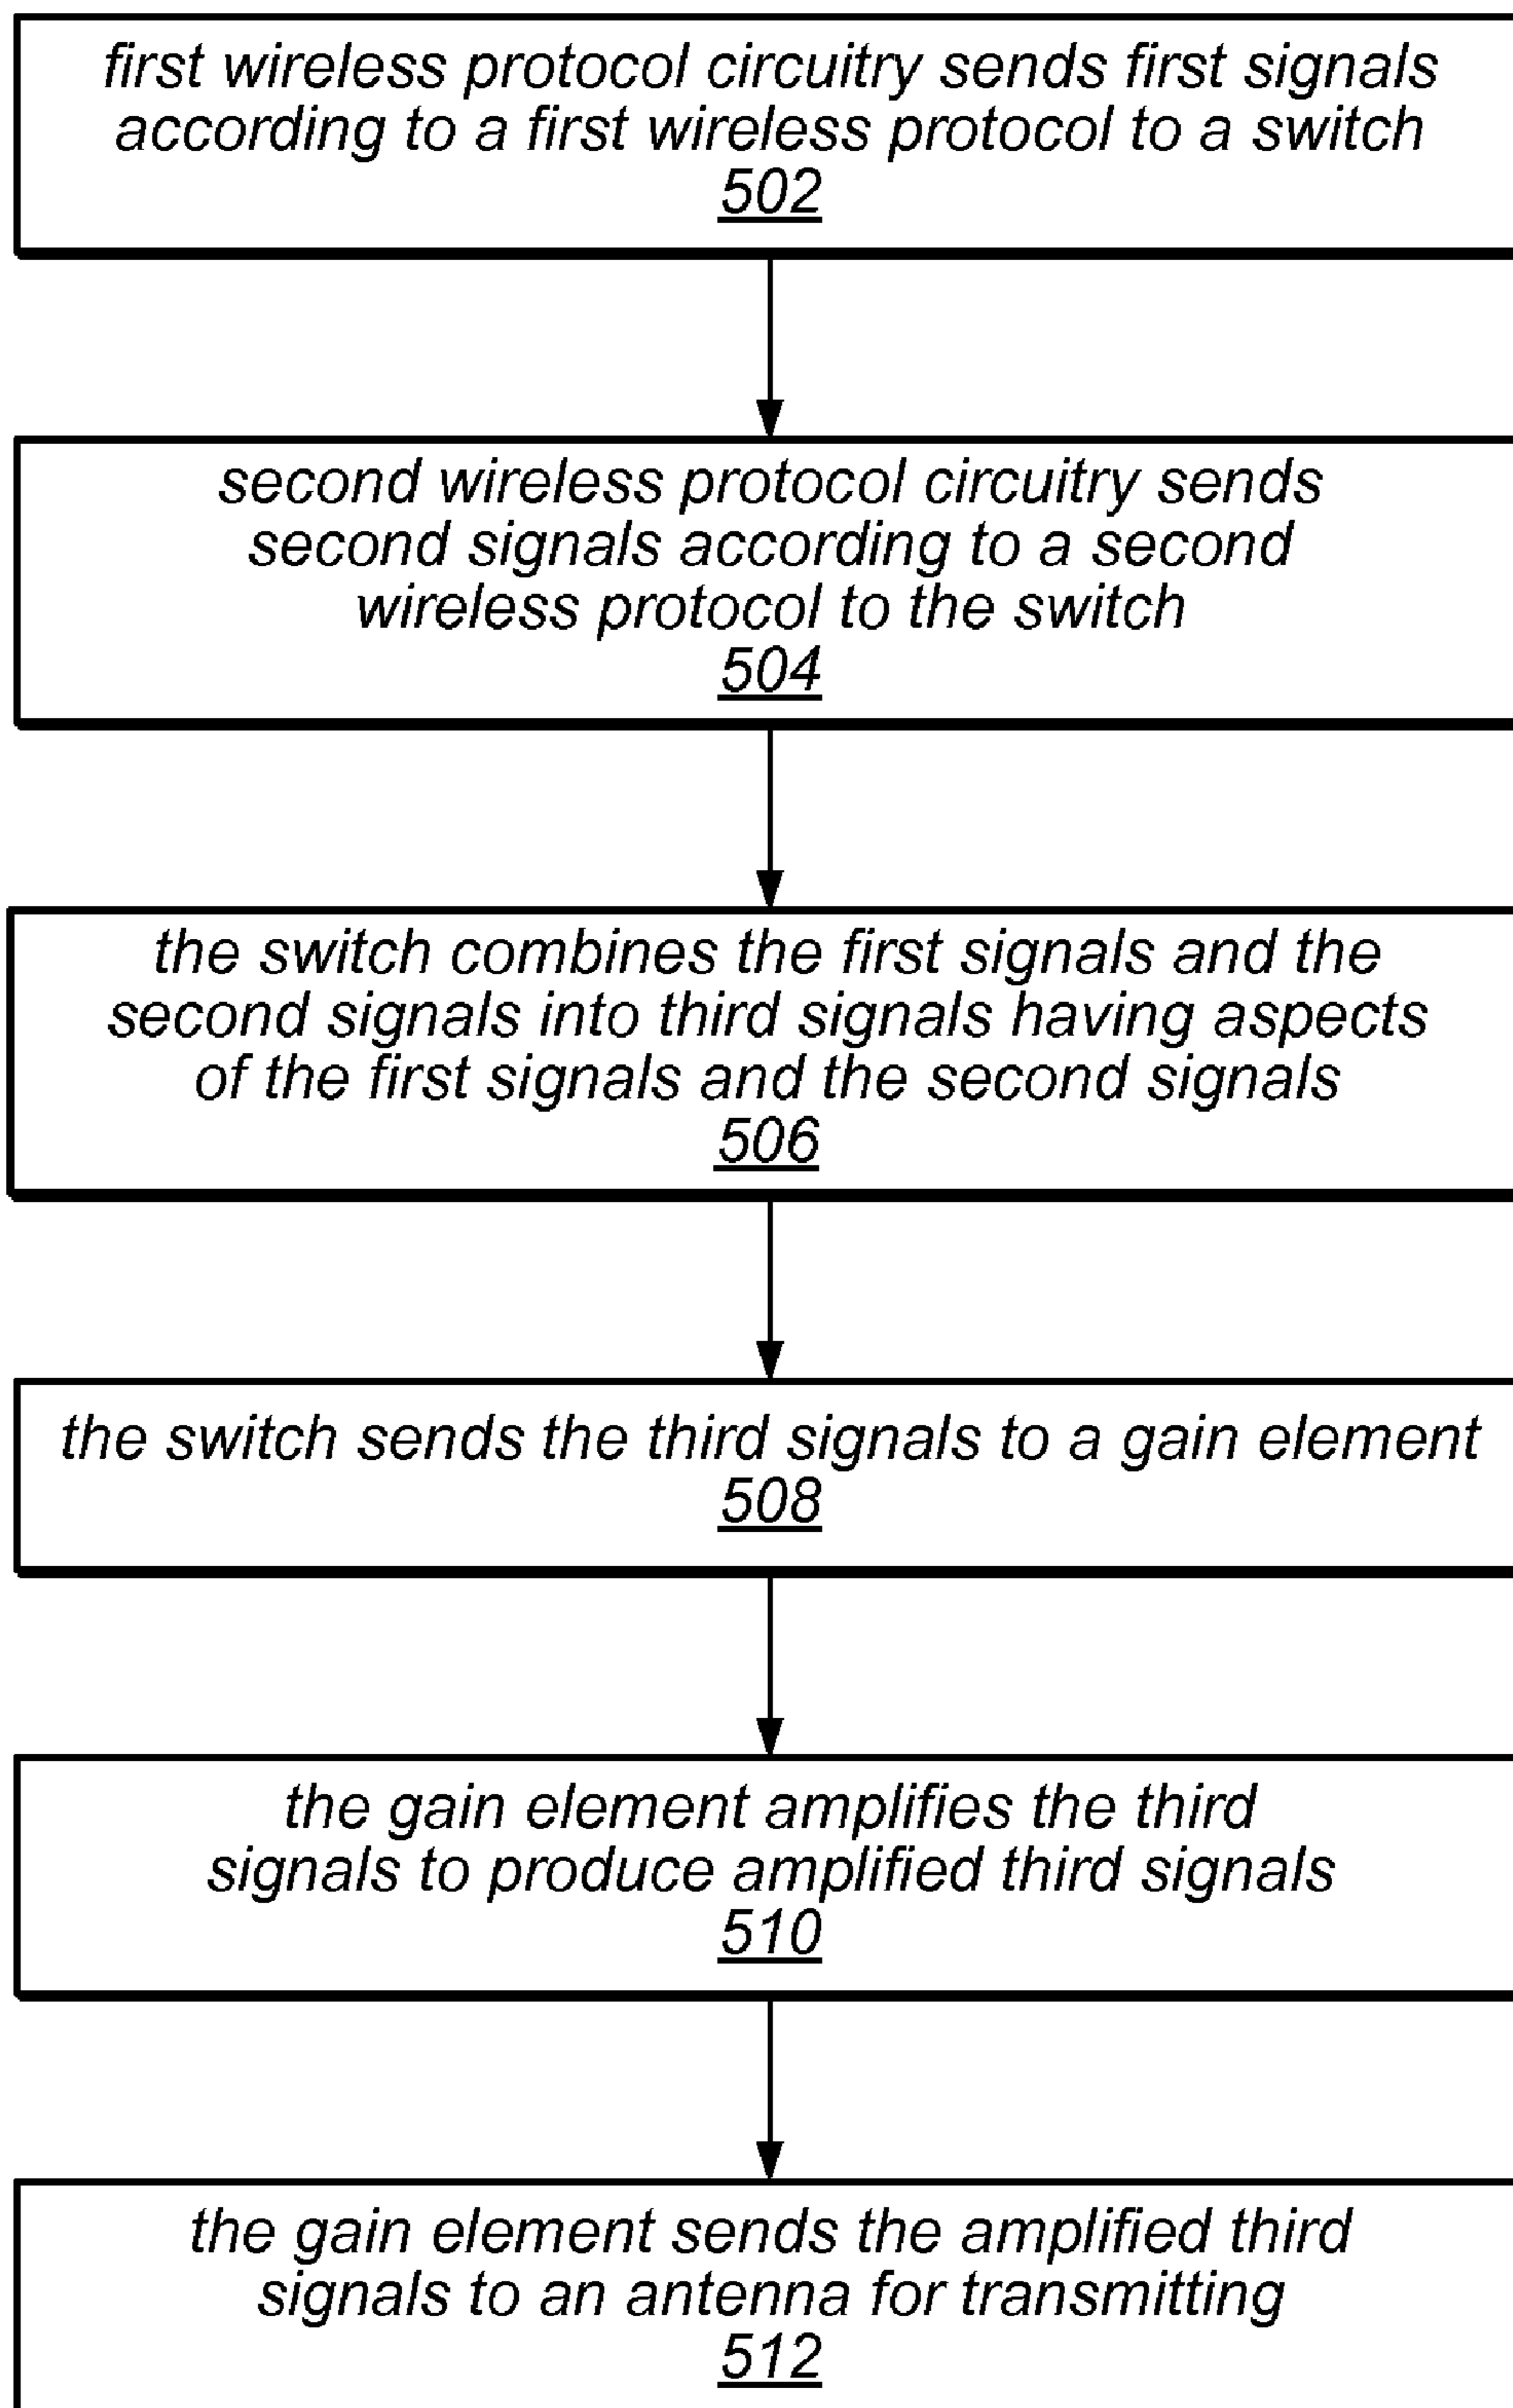 first wireless protocol circuitry sends first signals
according to a first wireless protocol to a switch
502
second wireless protocol circuitry sends
second signals according to a second
wireless protocol to the switch
504
the switch combines the first signals and the
second signals into third signals having aspects
of the first signals and the second signals
506
the switch sends the third signals to a gain element
508
the gain element amplifies the third
signals to produce amplified third signals
510
the gain element sends the amplified third
signals to an antenna for transmitting
512